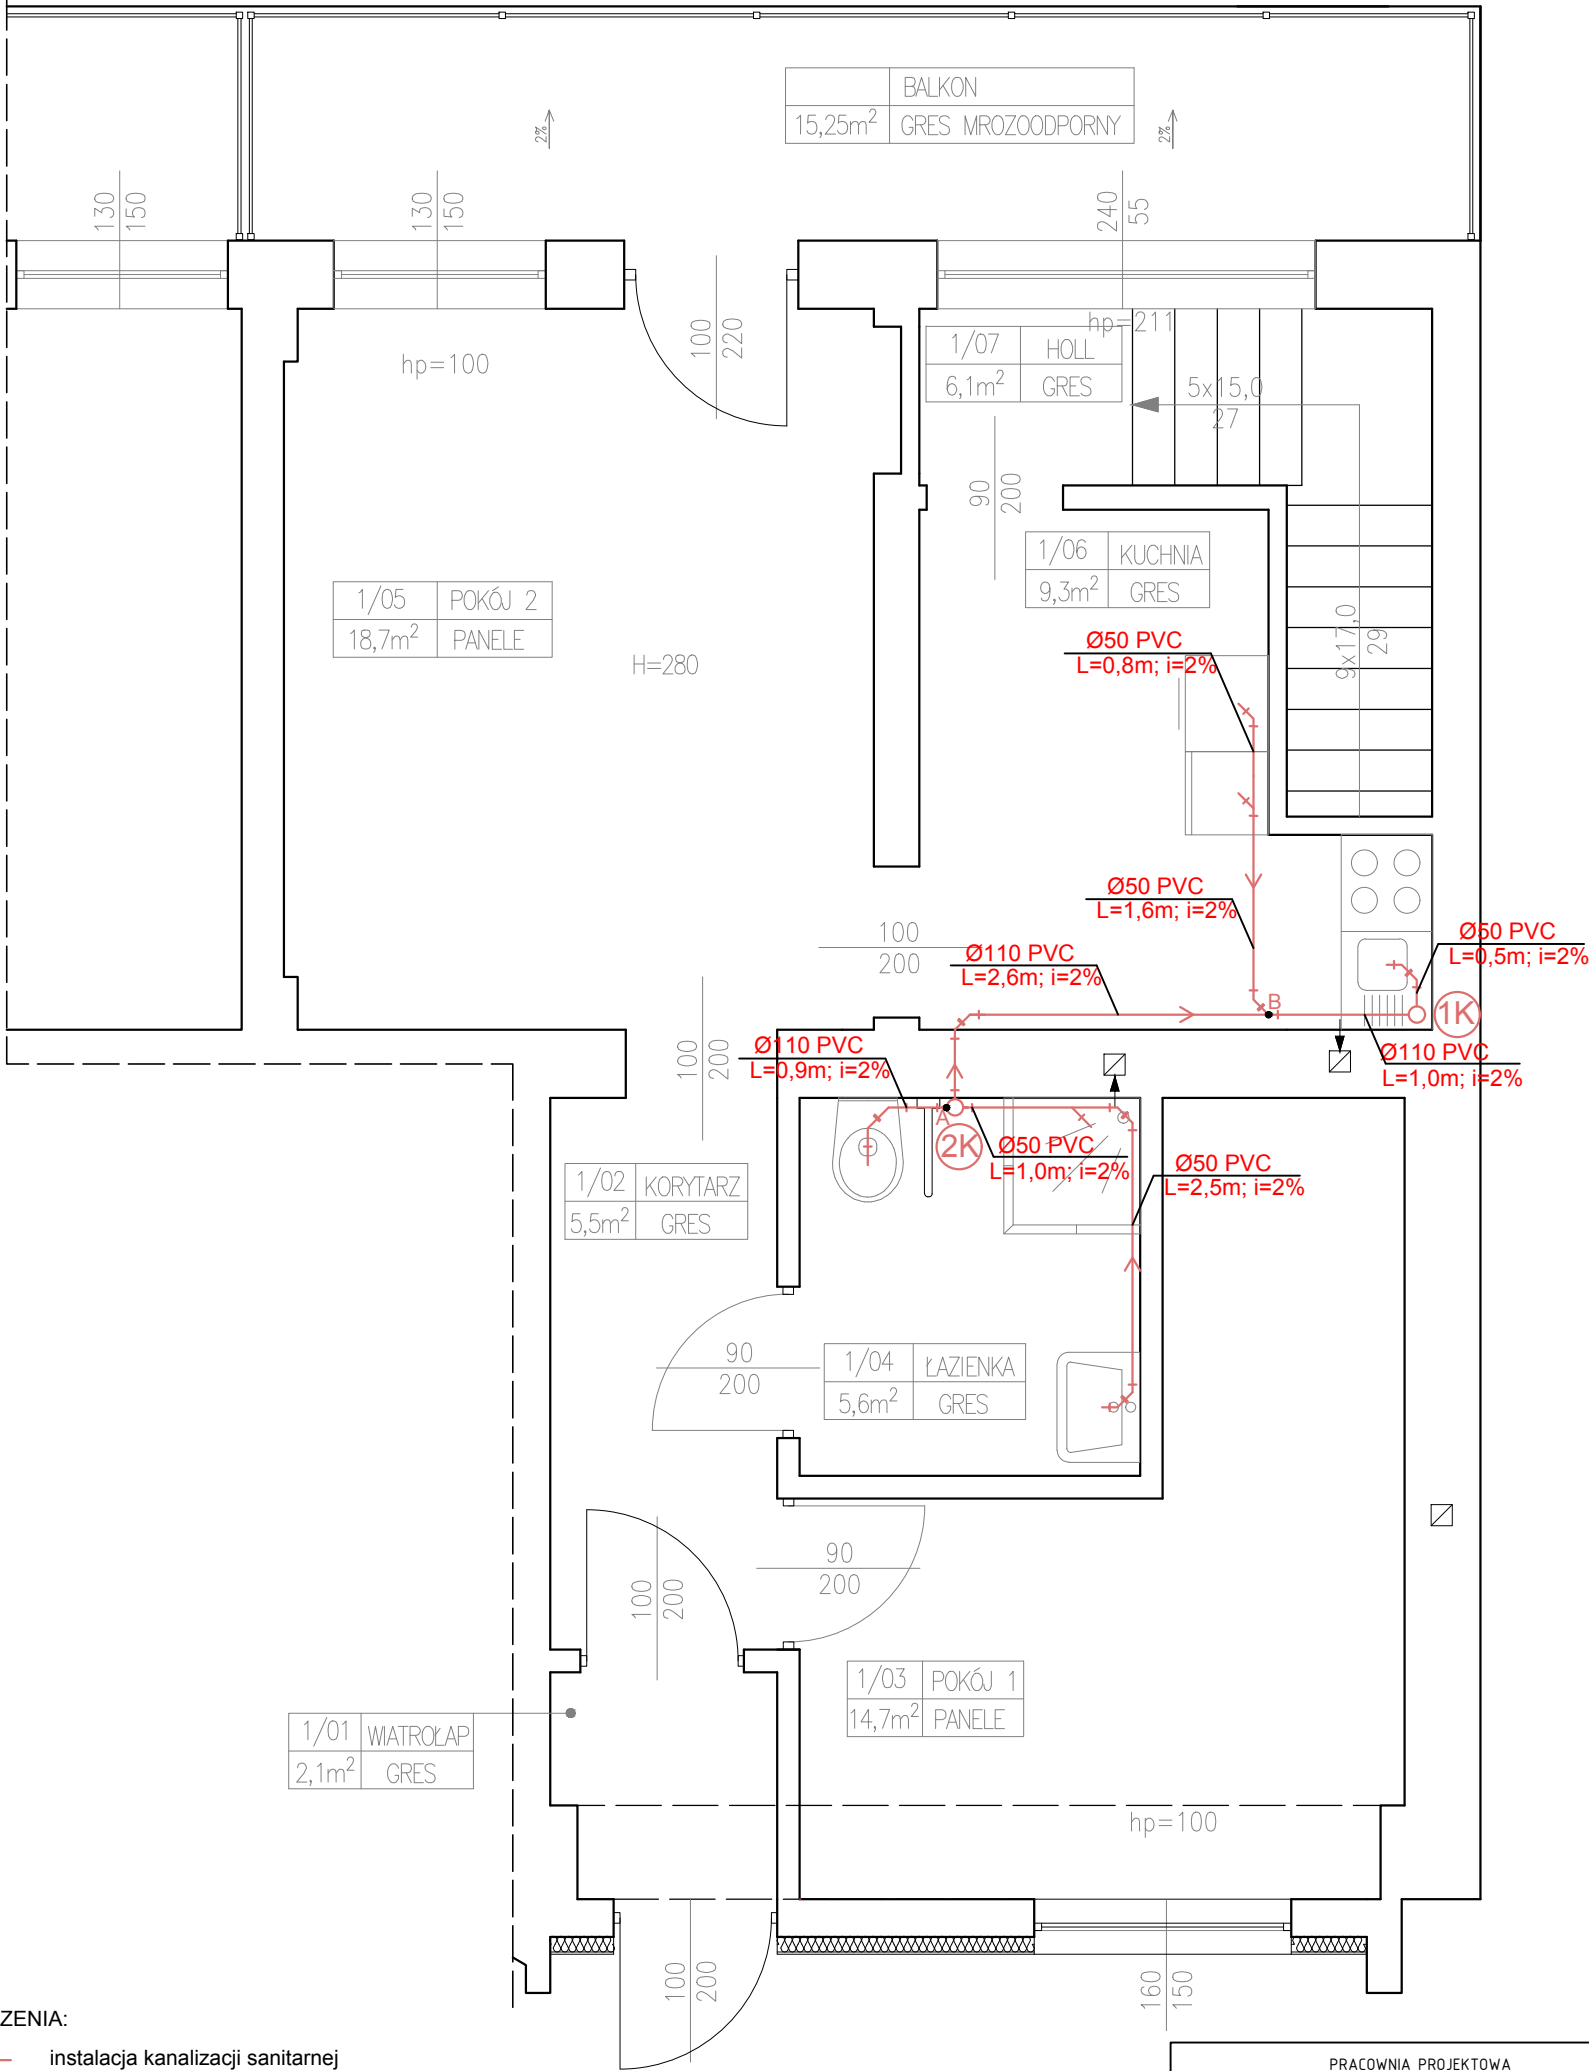 BALKON
15,25m² GRES MROZOODPORNY
2%
2%
130
150
130
150
240
55
hp=211
1/07 HOLL
6,1m² GRES
hp=100
100
220
5x15,0
27
90
200
1/06 KUCHNIA
9,3m² GRES
1/05 POKÓJ 2
18,7m² PANELE
9x17,0
29
H=280
Ø50 PVC
L=0,8m; i=2%
Ø50 PVC
L=1,6m; i=2%
100
200
Ø110 PVC
L=2,6m; i=2%
Ø50 PVC
L=0,5m; i=2%
B
1K
100
200
Ø110 PVC
L=0,9m; i=2%
Ø110 PVC
L=1,0m; i=2%
A
2K
Ø50 PVC
L=1,0m; i=2%
Ø50 PVC
L=2,5m; i=2%
1/02 KORYTARZ
5,5m² GRES
90
200
1/04 ŁAZIENKA
5,6m² GRES
90
200
100
200
1/03 POKÓJ 1
14,7m² PANELE
1/01 WIATROŁAP
2,1m² GRES
hp=100
100
200
160
150
ZENIA:
instalacja kanalizacji sanitarnej
PRACOWNIA PROJEKTOWA